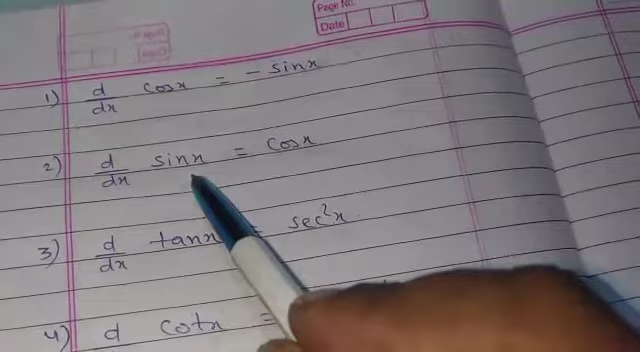 Page No.
Date
1) d/dx cosx = -sinx
2) d/dx sinx = cosx
3) d/dx tanx = sec²x
4) d cotx =